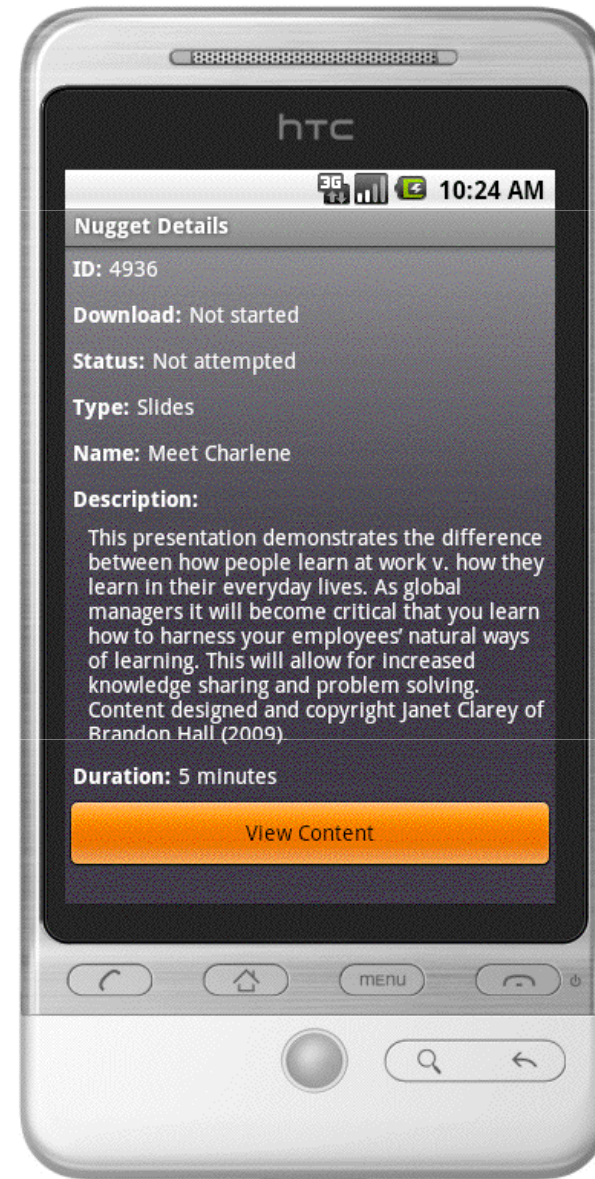 htc
3G
10:24 AM
Nugget Details
ID: 4936
Download: Not started
Status: Not attempted
Type: Slides
Name: Meet Charlene
Description:
This presentation demonstrates the difference
between how people learn at work v. how they
learn in their everyday lives. As global
managers it will become critical that you learn
how to harness your employees’ natural ways
of learning. This will allow for increased
knowledge sharing and problem solving.
Content designed and copyright Janet Clarey of
Brandon Hall (2009).
Duration: 5 minutes
View Content
MENU